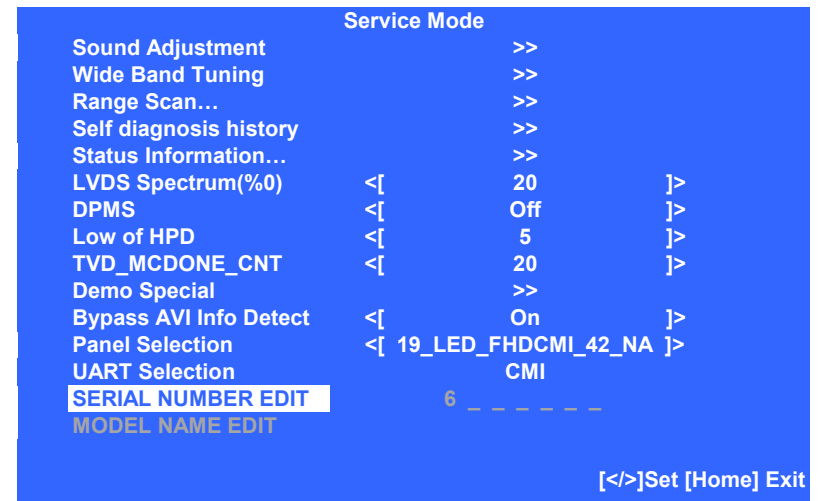 Service Mode
Sound Adjustment >>
Wide Band Tuning >>
Range Scan… >>
Self diagnosis history >>
Status Information… >>
LVDS Spectrum(%0) <[ 20 ]>
DPMS <[ Off ]>
Low of HPD <[ 5 ]>
TVD_MCDONE_CNT <[ 20 ]>
Demo Special >>
Bypass AVI Info Detect <[ On ]>
Panel Selection <[ 19_LED_FHDCMI_42_NA ]>
UART Selection CMI
SERIAL NUMBER EDIT 6 _ _ _ _ _ _
MODEL NAME EDIT
[</>]Set [Home] Exit